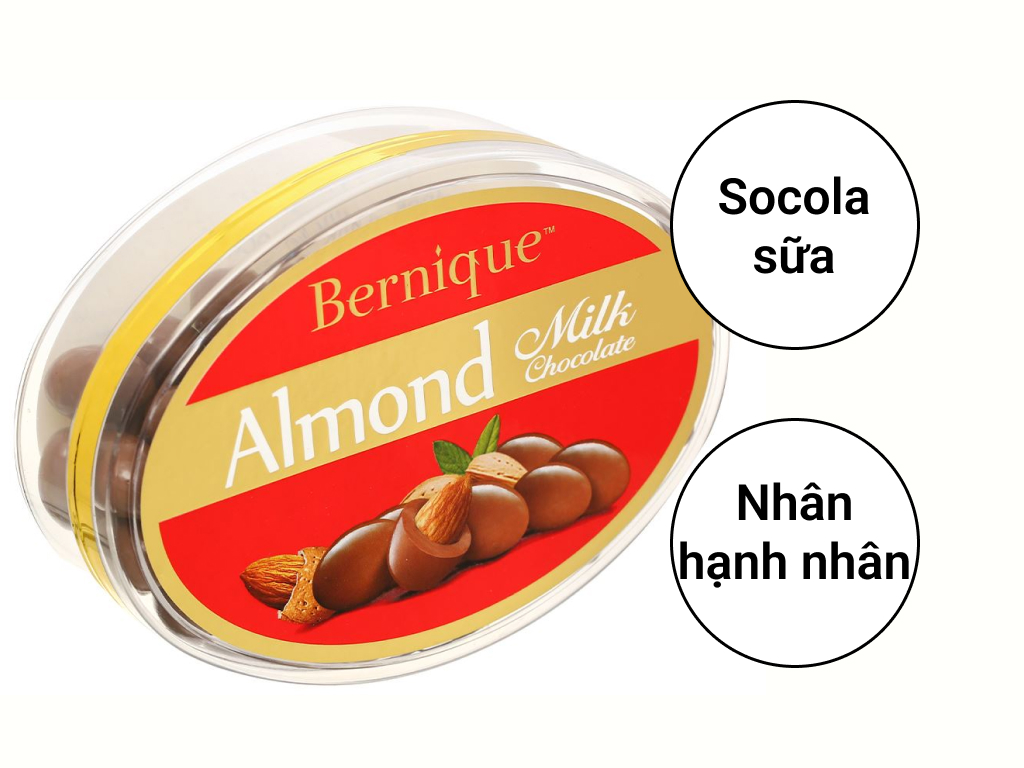 Bernique™
Almond Milk
Chocolate
Socola
sữa
Nhân
hạnh nhân